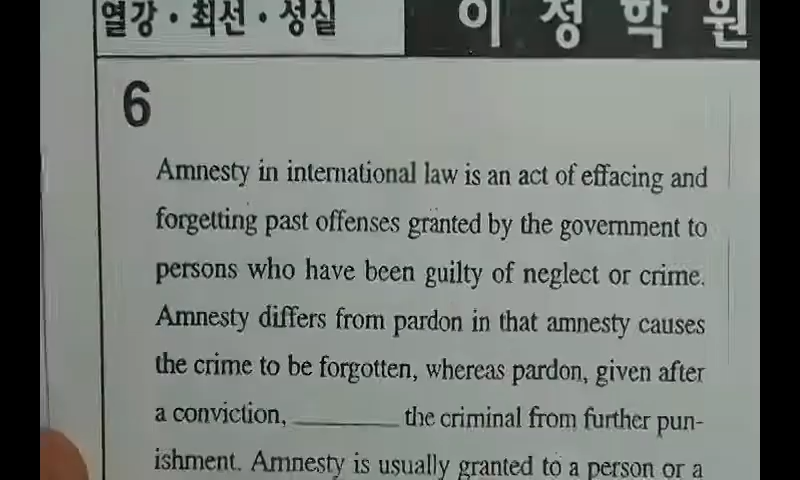 열강·최선·성실
이정학원
6
Amnesty in international law is an act of effacing and
forgetting past offenses granted by the government to
persons who have been guilty of neglect or crime.
Amnesty differs from pardon in that amnesty causes
the crime to be forgotten, whereas pardon, given after
a conviction, ________ the criminal from further pun-
ishment. Amnesty is usually granted to a person or a